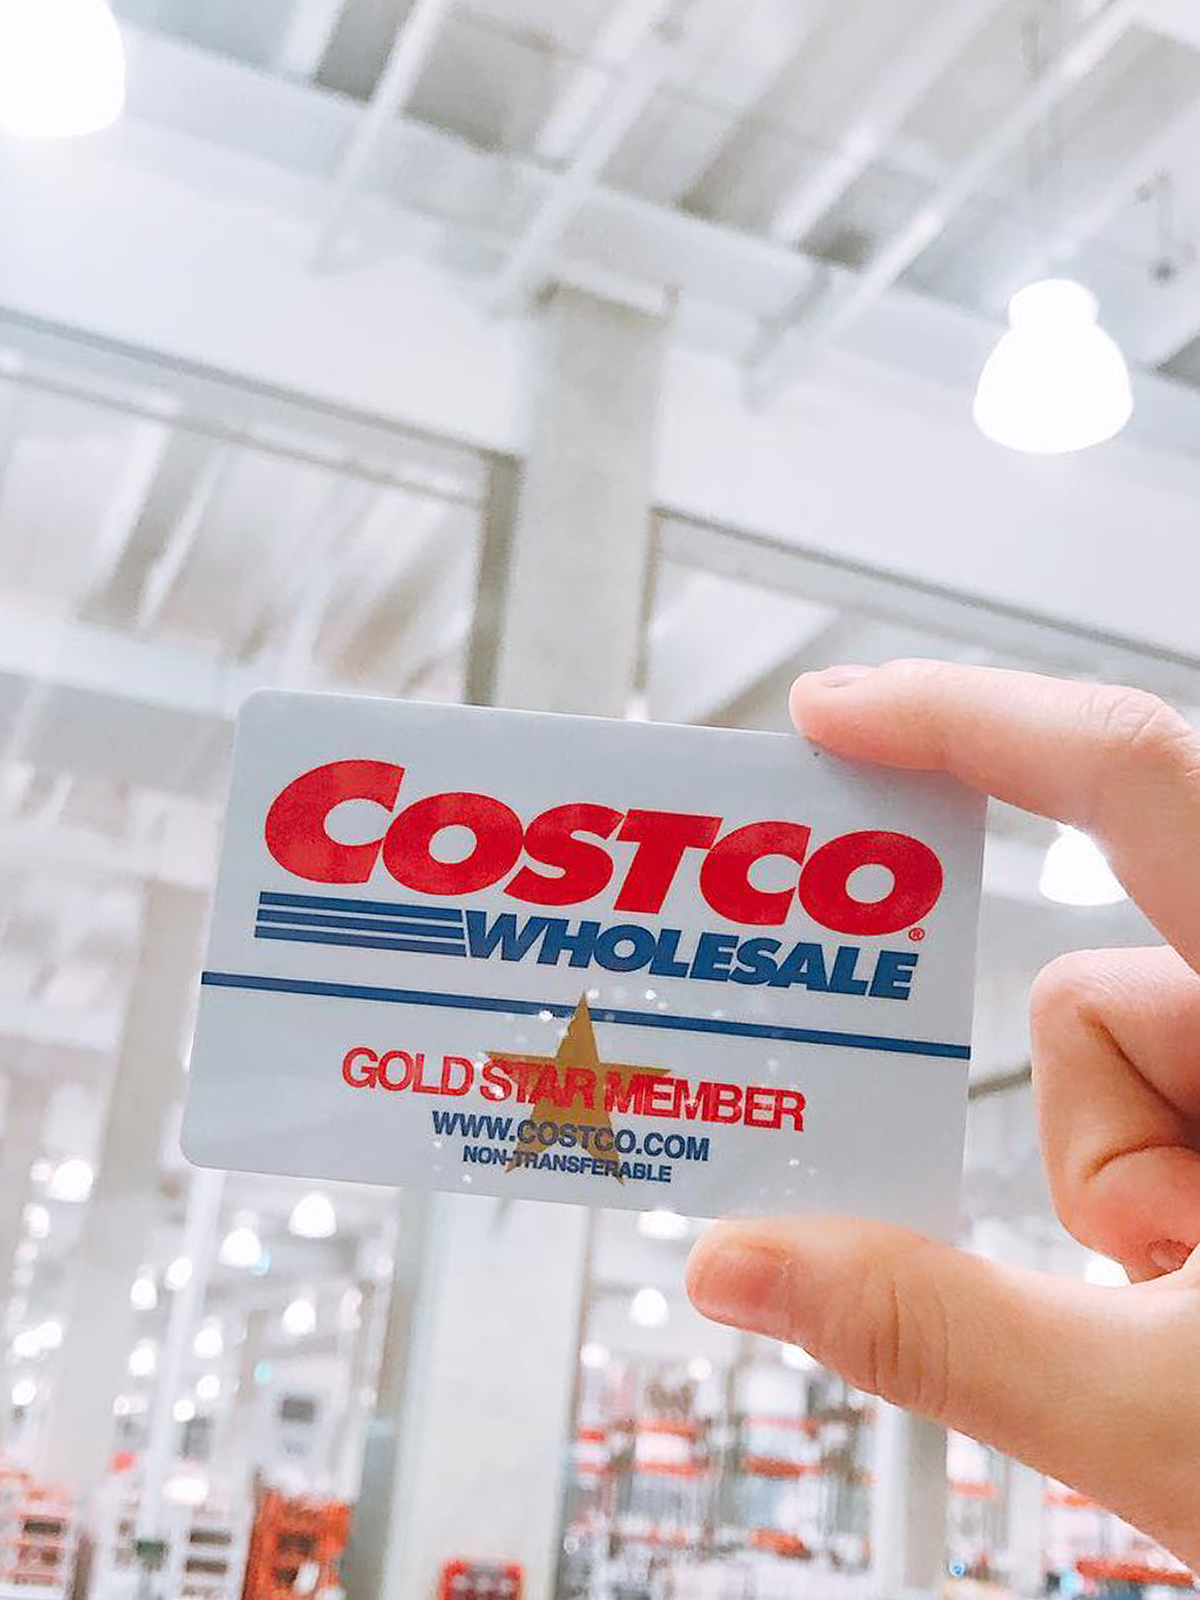 COSTCO®
WHOLESALE
GOLD STAR MEMBER
WWW.COSTCO.COM
NON-TRANSFERABLE